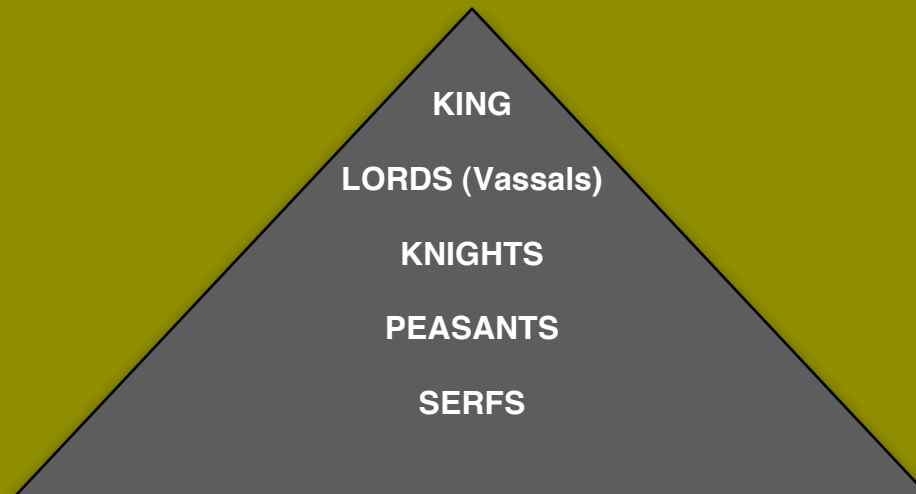 KING
LORDS (Vassals)
KNIGHTS
PEASANTS
SERFS